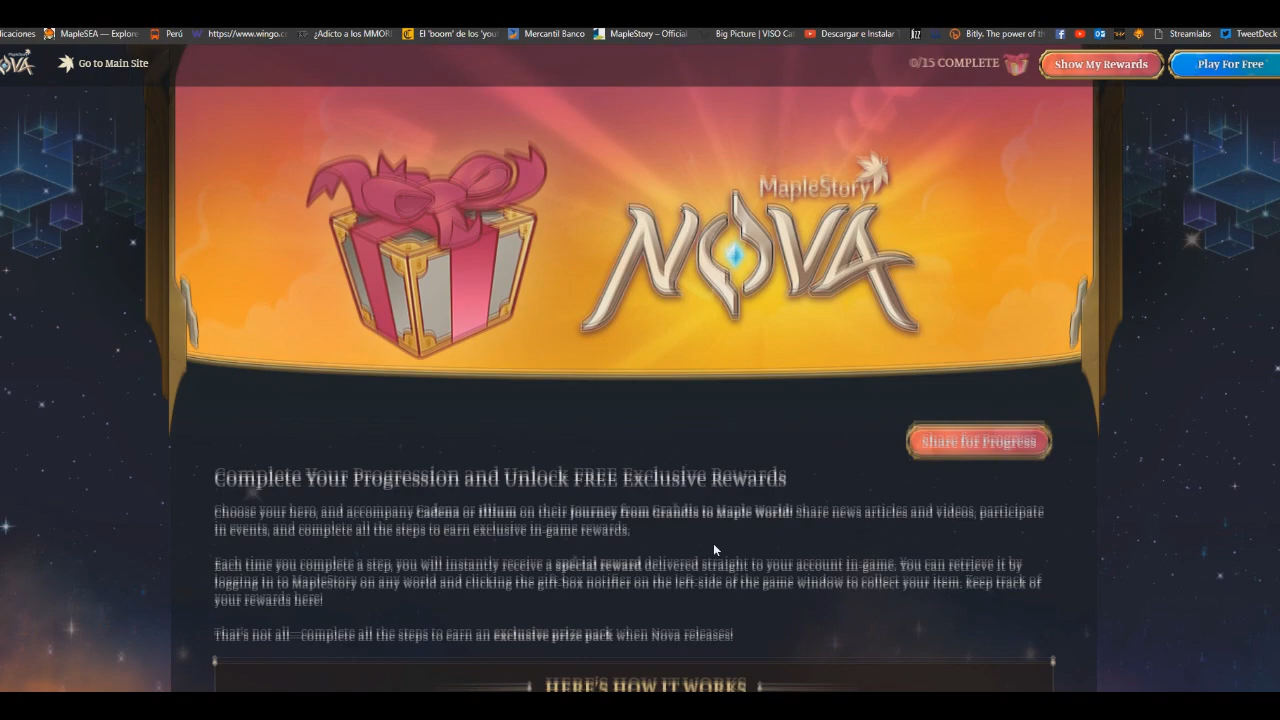 licaciones MapleSEA — Explore Perú https://www.wingo.c ¿Adicto a los MMOR El 'boom' de los 'you Mercantil Banco MapleStory – Official Big Picture | VISO Ca Descargar e Instalar Bitly. The power of th Streamlabs TweetDeck
MapleStory NOVA Go to Main Site 0/15 COMPLETE Show My Rewards Play For Free
MapleStory
NOVA
Share for Progress
Complete Your Progression and Unlock FREE Exclusive Rewards
Choose your hero, and accompany Cadena or Illium on their journey from Grandis to Maple World! Share news articles and videos, participate
in events, and complete all the steps to earn exclusive in-game rewards.
Each time you complete a step, you will instantly receive a special reward delivered straight to your account in-game. You can retrieve it by
logging in to MapleStory on any world and clicking the gift-box notifier on the left-side of the game window to collect your item. Keep track of
your rewards here!
That's not all—complete all the steps to earn an exclusive prize pack when Nova releases!
HERE'S HOW IT WORKS